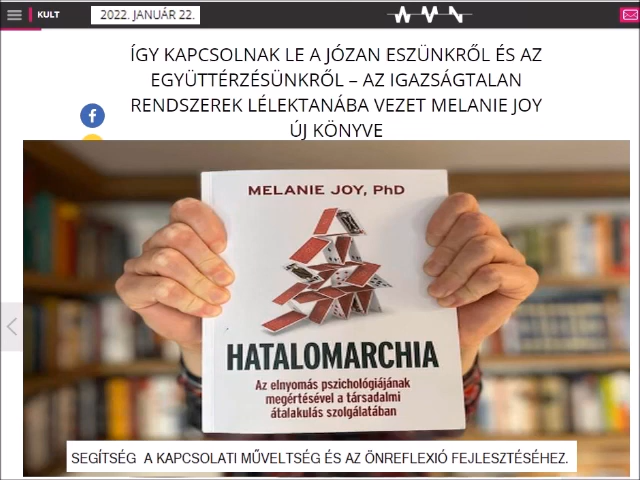 KULT
2022. JANUÁR 22.
ÍGY KAPCSOLNAK LE A JÓZAN ESZÜNKRŐL ÉS AZ
EGYÜTTÉRZÉSÜNKRŐL – AZ IGAZSÁGTALAN
RENDSZEREK LÉLEKTANÁBA VEZET MELANIE JOY
ÚJ KÖNYVE
MELANIE JOY, PhD
HATALOMARCHIA
Az elnyomás pszichológiájának
megértésével a társadalmi
átalakulás szolgálatában
SEGÍTSÉG A KAPCSOLATI MŰVELTSÉG ÉS AZ ÖNREFLEXIÓ FEJLESZTÉSÉHEZ.